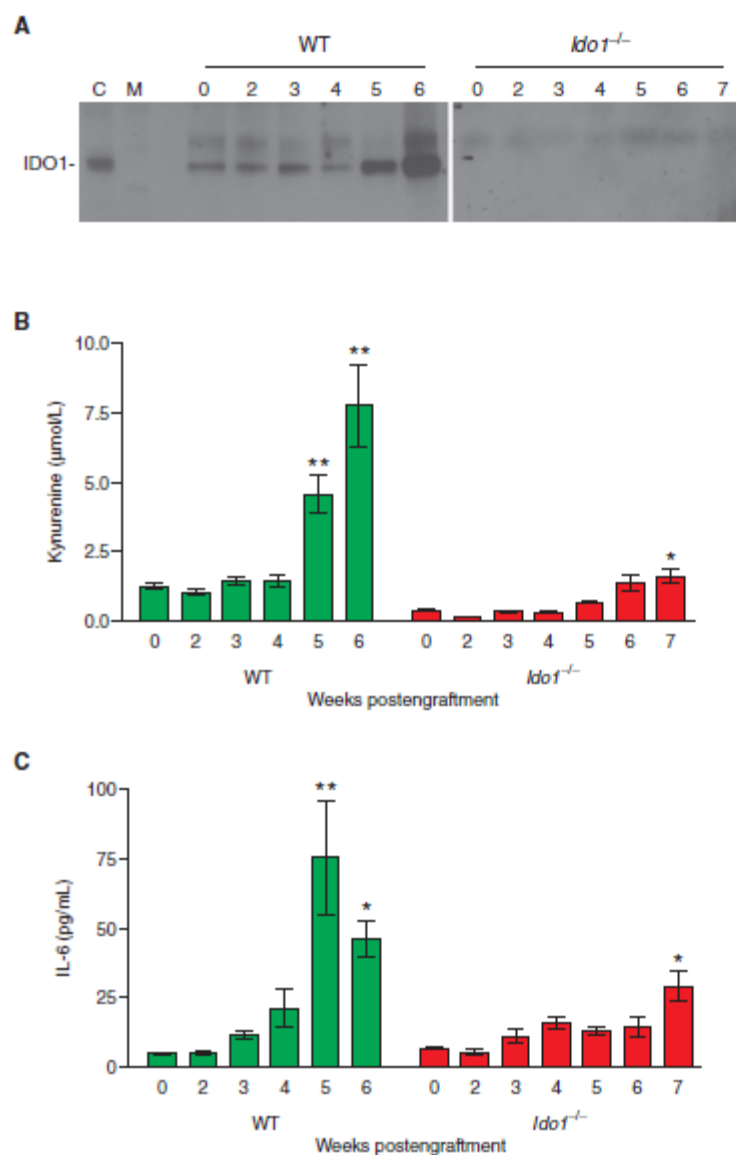 A
WT Ido1–/–
C M 0 2 3 4 5 6 0 2 3 4 5 6 7
IDO1-
B
10.0
7.5
5.0
2.5
0.0
Kynurenine (μmol/L)
** ** *
0 2 3 4 5 6 0 2 3 4 5 6 7
WT Ido1–/–
Weeks postengraftment
C
100
75
50
25
0
IL-6 (pg/mL)
** * *
0 2 3 4 5 6 0 2 3 4 5 6 7
WT Ido1–/–
Weeks postengraftment